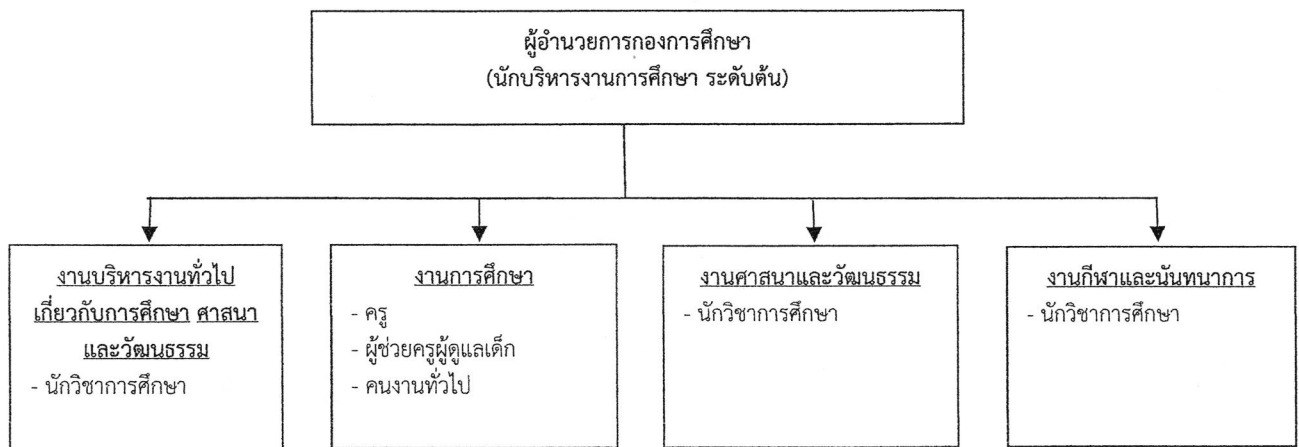 ผู้อำนวยการกองการศึกษา
(นักบริหารงานการศึกษา ระดับต้น)
งานบริหารงานทั่วไป
เกี่ยวกับการศึกษา ศาสนา
และวัฒนธรรม
- นักวิชาการศึกษา
งานการศึกษา
- ครู
- ผู้ช่วยครูผู้ดูแลเด็ก
- คนงานทั่วไป
งานศาสนาและวัฒนธรรม
- นักวิชาการศึกษา
งานกีฬาและนันทนาการ
- นักวิชาการศึกษา